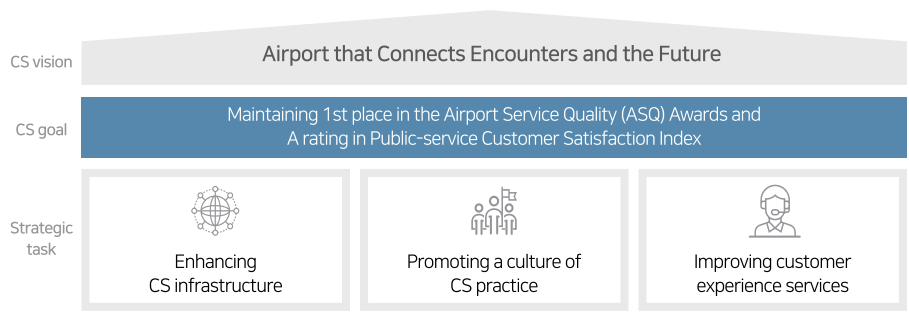 CS vision
Airport that Connects Encounters and the Future
CS goal
Maintaining 1st place in the Airport Service Quality (ASQ) Awards and
A rating in Public-service Customer Satisfaction Index
Strategic
task
Enhancing
CS infrastructure
Promoting a culture of
CS practice
Improving customer
experience services